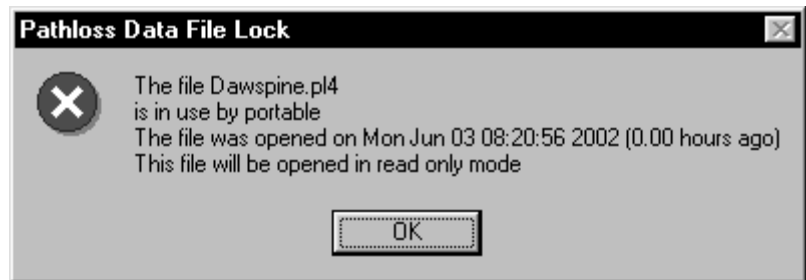 Pathloss Data File Lock
The file Dawspine.pl4
is in use by portable
The file was opened on Mon Jun 03 08:20:56 2002 (0.00 hours ago)
This file will be opened in read only mode
OK